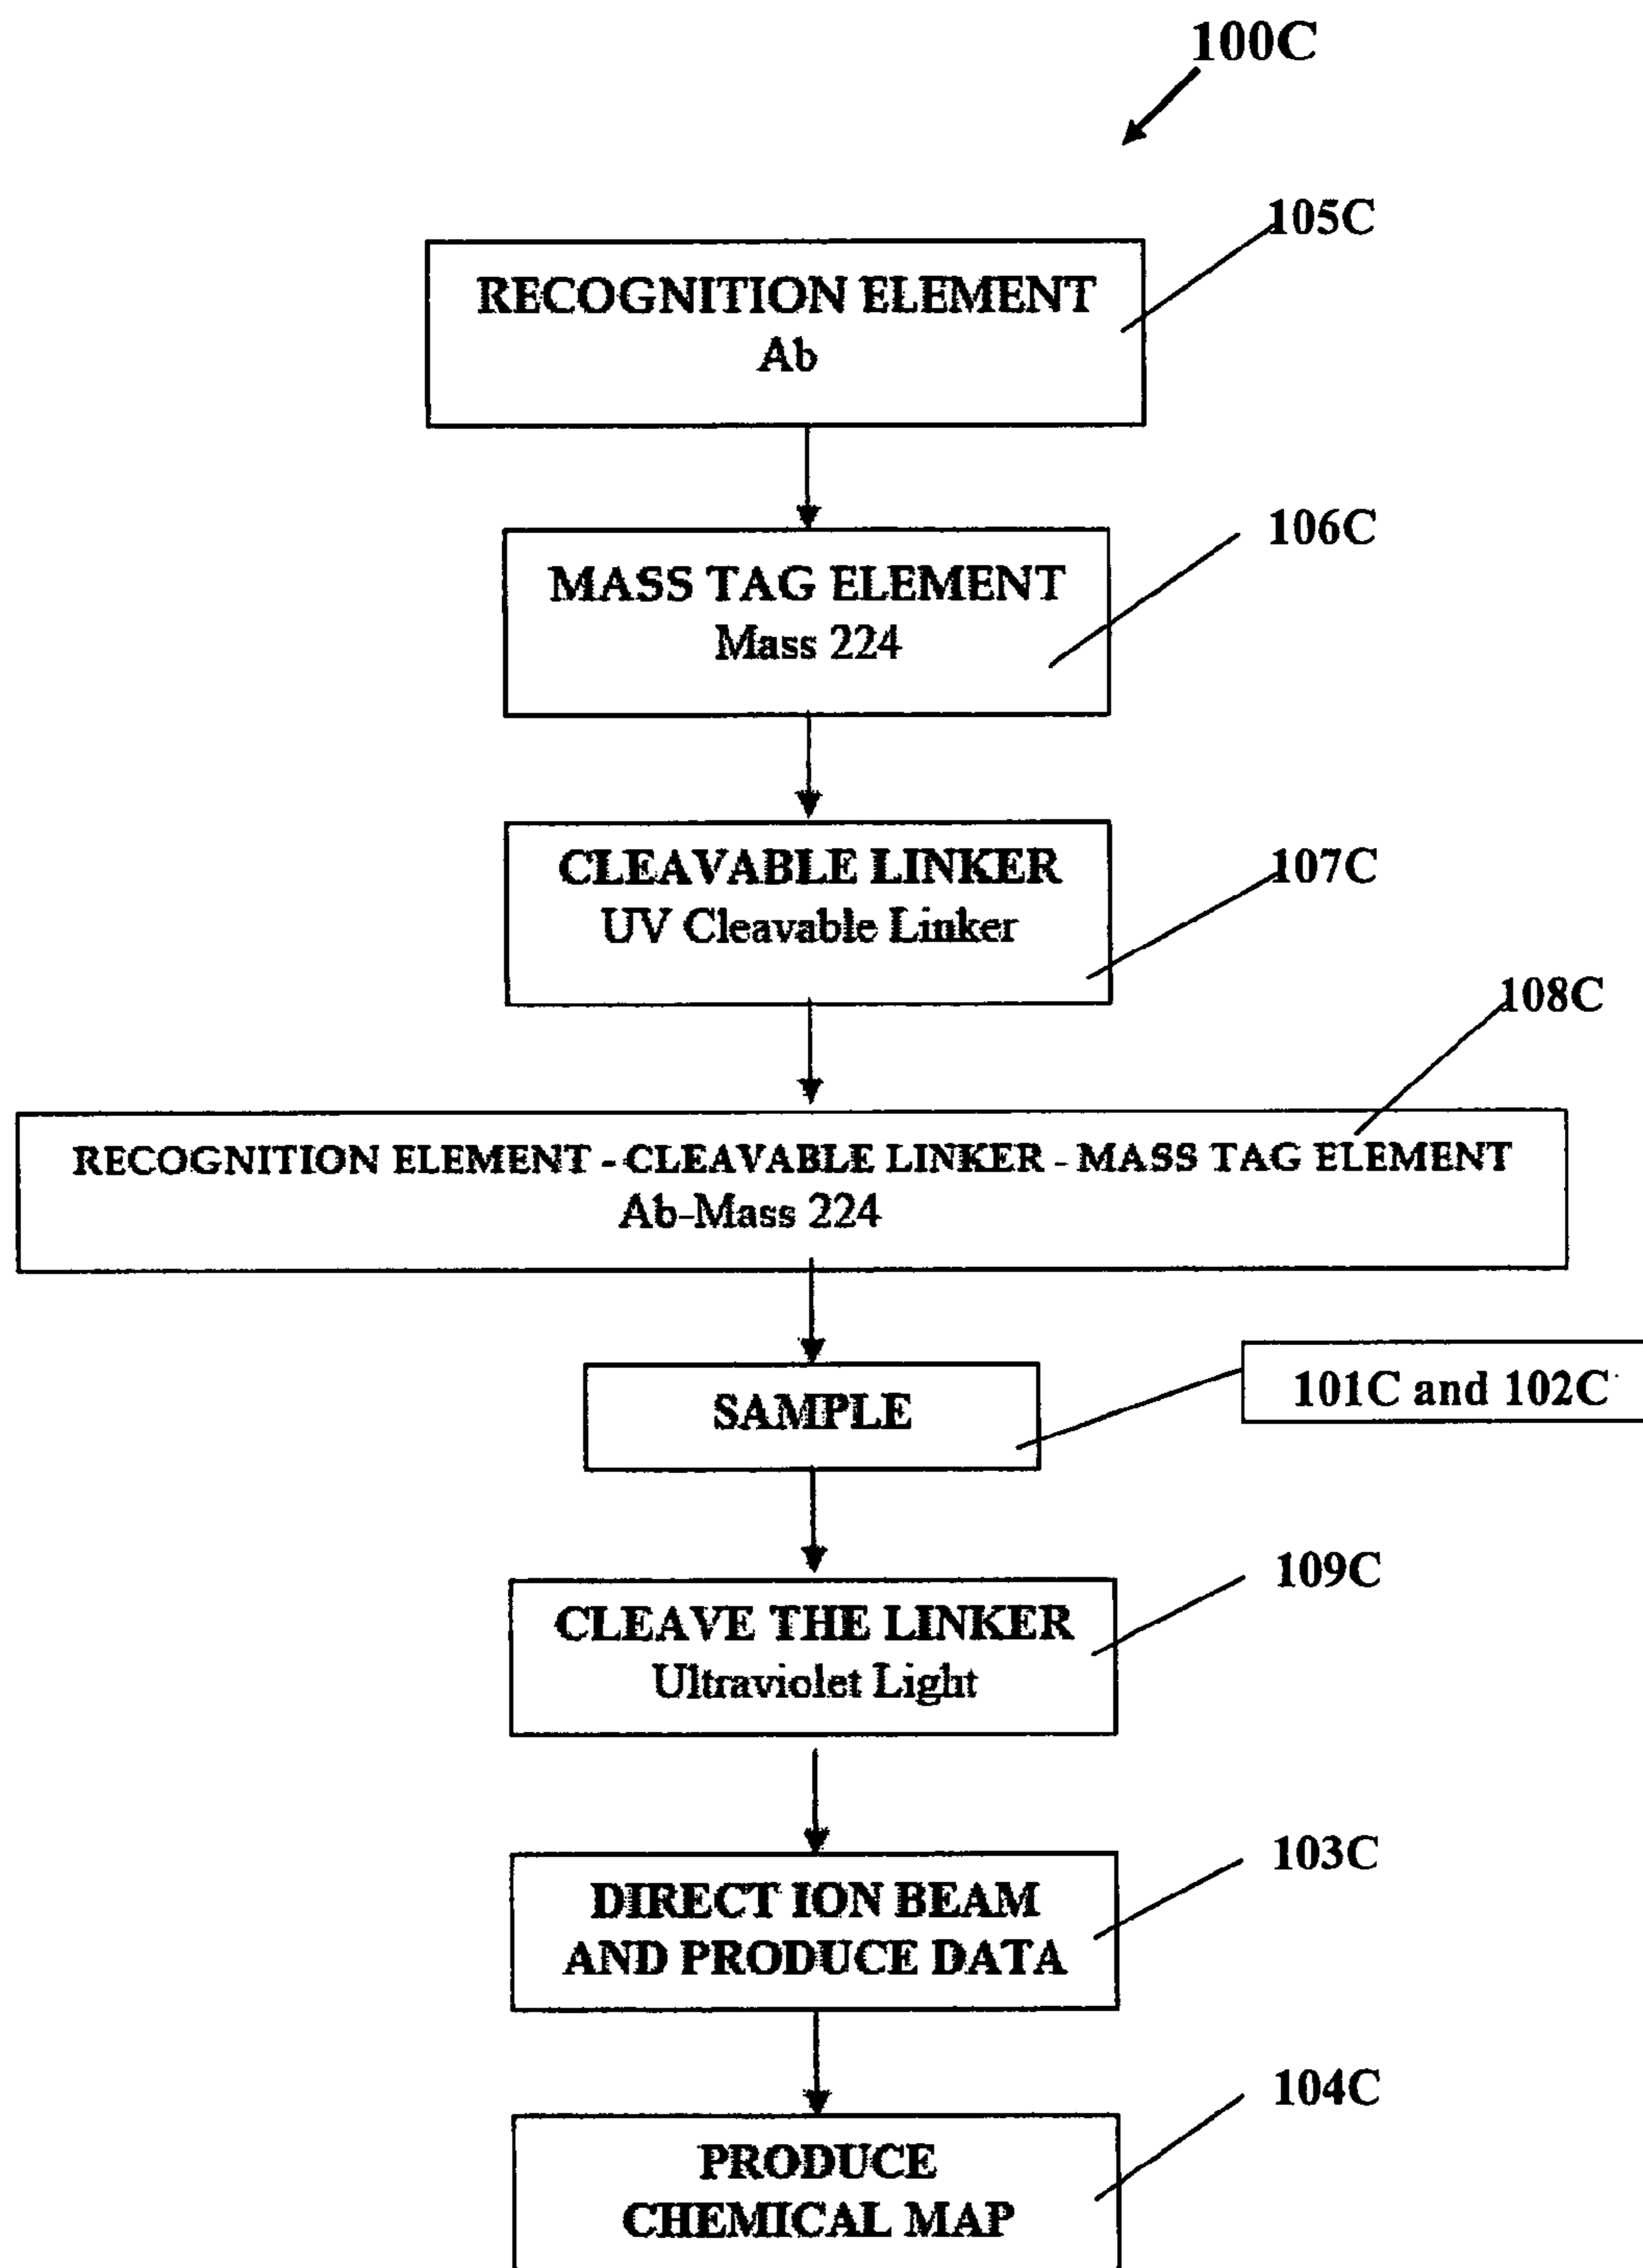 100C
105C
RECOGNITION ELEMENT
Ab
106C
MASS TAG ELEMENT
Mass 224
107C
CLEAVABLE LINKER
UV Cleavable Linker
108C
RECOGNITION ELEMENT - CLEAVABLE LINKER - MASS TAG ELEMENT
Ab-Mass 224
SAMPLE
101C and 102C
109C
CLEAVE THE LINKER
Ultraviolet Light
103C
DIRECT ION BEAM
AND PRODUCE DATA
104C
PRODUCE
CHEMICAL MAP